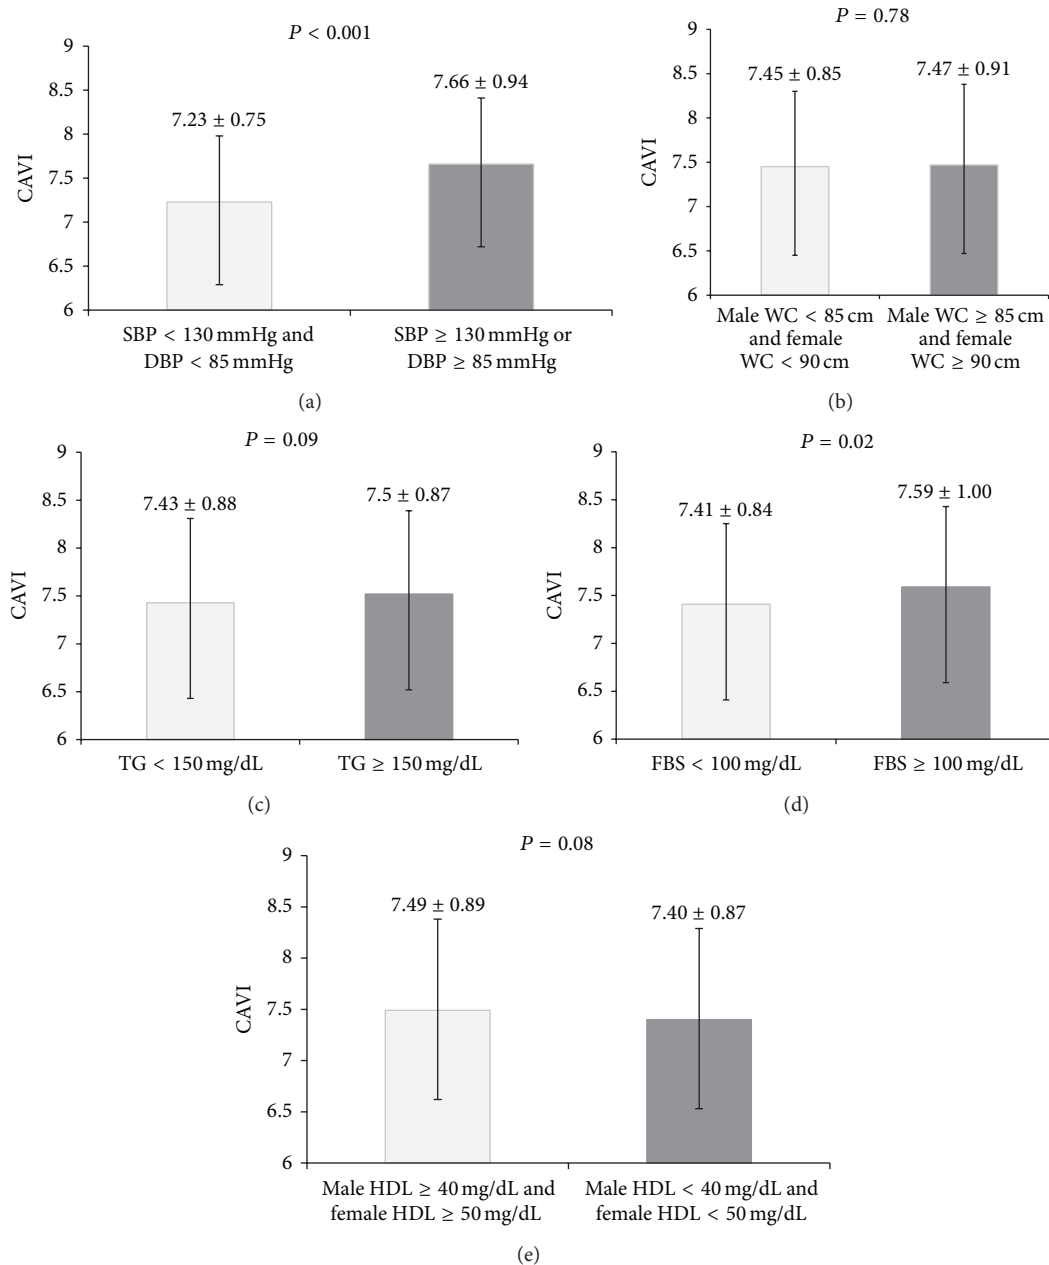 P < 0.001
9
8.5
8
7.5
7
6.5
6
CAVI
7.23 ± 0.75
7.66 ± 0.94
SBP < 130 mmHg and
DBP < 85 mmHg
SBP ≥ 130 mmHg or
DBP ≥ 85 mmHg
(a)
P = 0.78
9
8.5
8
7.5
7
6.5
6
CAVI
7.45 ± 0.85
7.47 ± 0.91
Male WC < 85 cm
and female
WC < 90 cm
Male WC ≥ 85 cm
and female
WC ≥ 90 cm
(b)
P = 0.09
9
8.5
8
7.5
7
6.5
6
CAVI
7.43 ± 0.88
7.5 ± 0.87
TG < 150 mg/dL
TG ≥ 150 mg/dL
(c)
P = 0.02
9
8.5
8
7.5
7
6.5
6
CAVI
7.41 ± 0.84
7.59 ± 1.00
FBS < 100 mg/dL
FBS ≥ 100 mg/dL
(d)
P = 0.08
9
8.5
8
7.5
7
6.5
6
CAVI
7.49 ± 0.89
7.40 ± 0.87
Male HDL ≥ 40 mg/dL and
female HDL ≥ 50 mg/dL
Male HDL < 40 mg/dL and
female HDL < 50 mg/dL
(e)